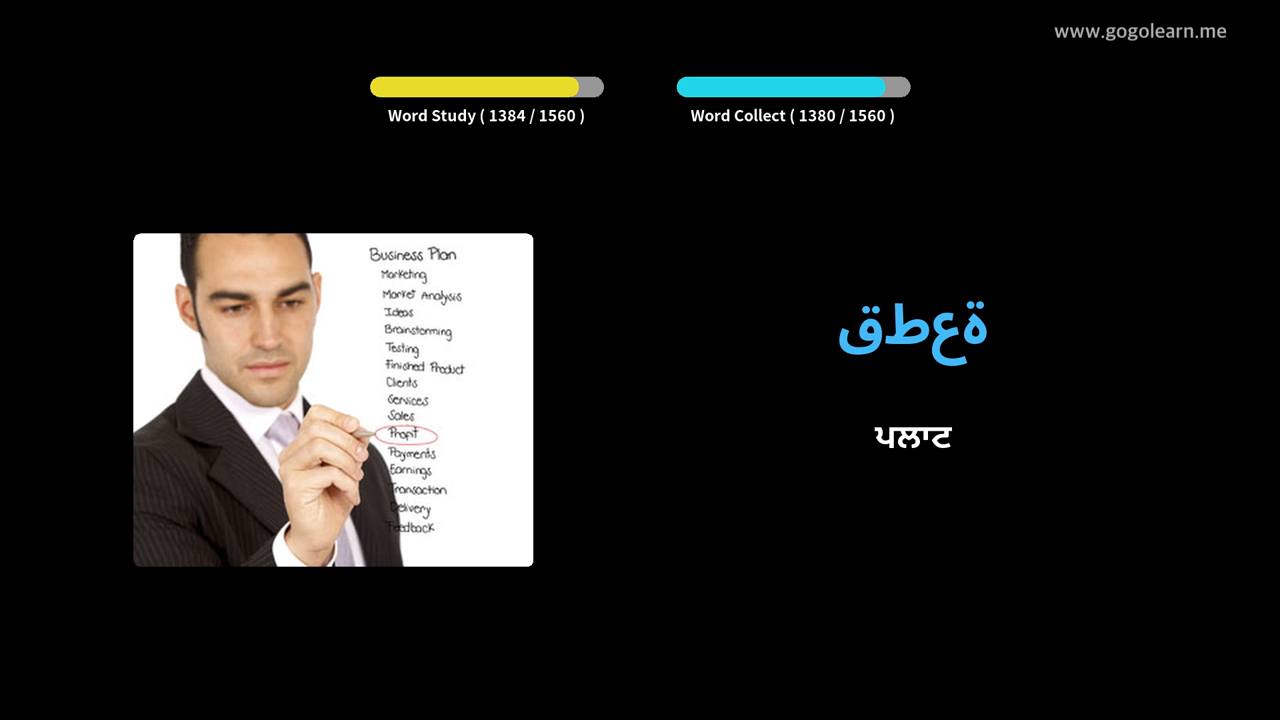 www.gogolearn.me
Word Study ( 1384 / 1560 )
Word Collect ( 1380 / 1560 )
Business Plan
Marketing
Market Analysis
Ideas
Brainstorming
Testing
Finished Product
Clients
Services
Sales
Profit
Payments
Earnings
Transaction
Delivery
Feedback
ةعطق
ਪਲਾਟ